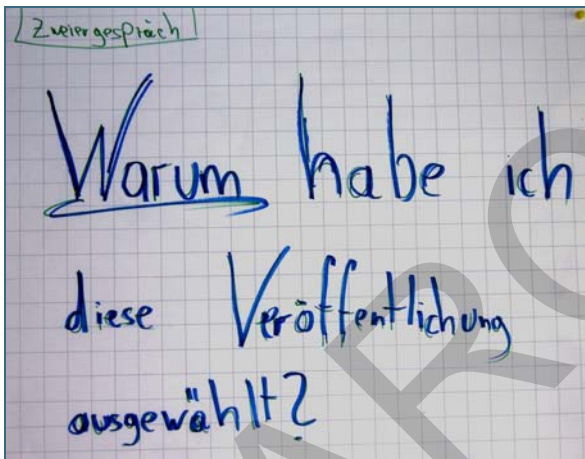 Zweiergespräch
Warum habe ich
diese Veröffentlichung
ausgewählt?